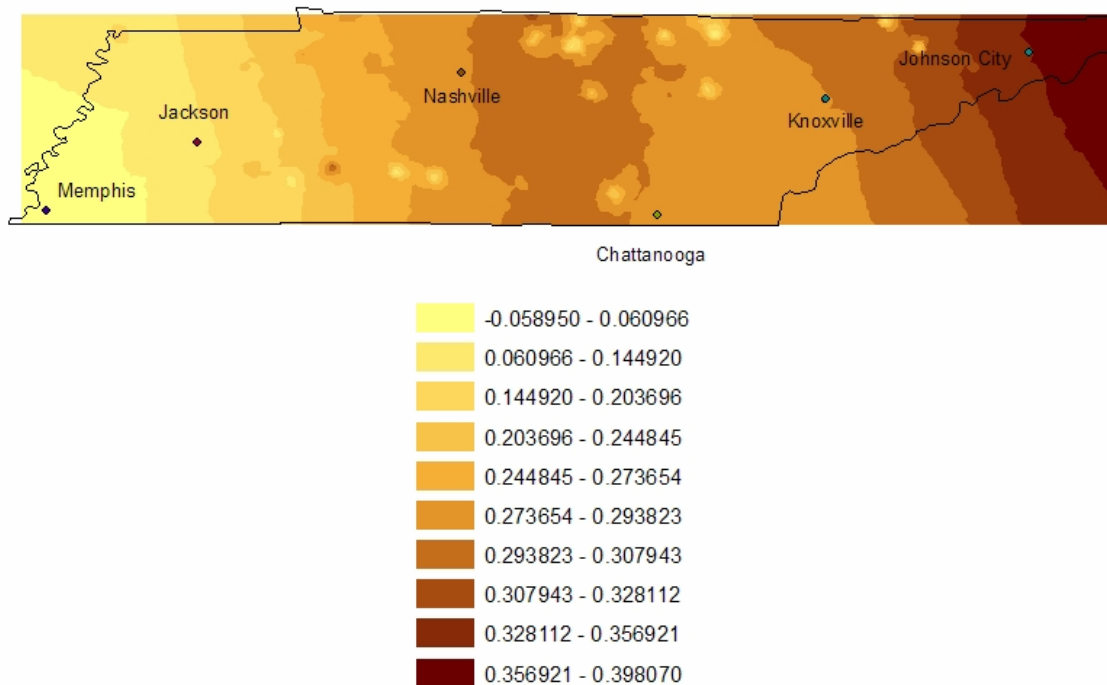 Johnson City
Nashville
Jackson
Knoxville
Memphis
Chattanooga
-0.058950 - 0.060966
0.060966 - 0.144920
0.144920 - 0.203696
0.203696 - 0.244845
0.244845 - 0.273654
0.273654 - 0.293823
0.293823 - 0.307943
0.307943 - 0.328112
0.328112 - 0.356921
0.356921 - 0.398070